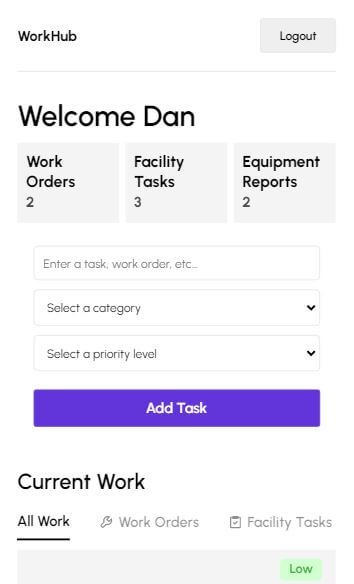 WorkHub
Logout
Welcome Dan
Work
Orders
2
Facility
Tasks
3
Equipment
Reports
2
Enter a task, work order, etc...
Select a category
Select a priority level
Add Task
Current Work
All Work Work Orders Facility Tasks
Low